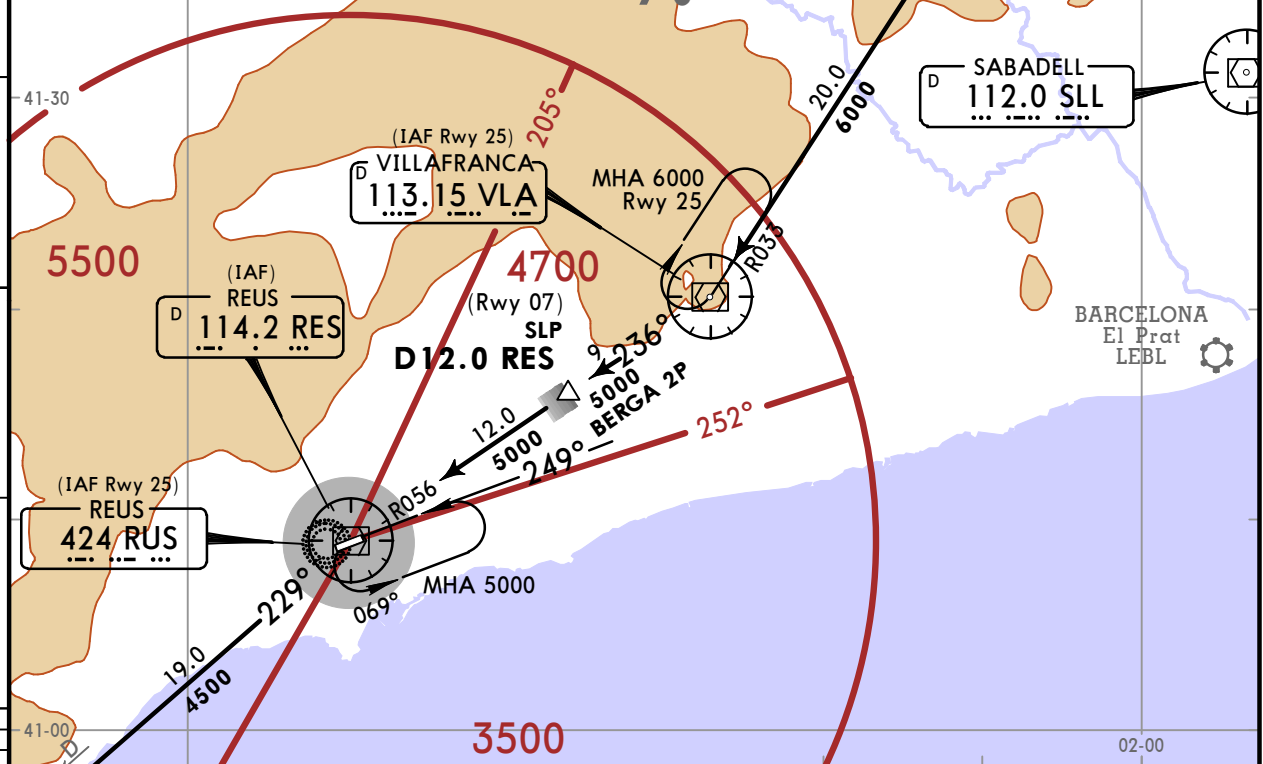 20.0
6000
SABADELL
D 112.0 SLL
41-30
205°
(IAF Rwy 25)
VILLAFRANCA
D 113.15 VLA
MHA 6000
Rwy 25
R033
5500
4700
(IAF)
REUS
D 114.2 RES
(Rwy 07)
SLP
D12.0 RES
9
236°
5000
BERGA 2P
BARCELONA
El Prat
LEBL
12.0
5000
249°
252°
R056
(IAF Rwy 25)
REUS
424 RUS
MHA 5000
069°
229°
19.0
4500
41-00
D
3500
02-00